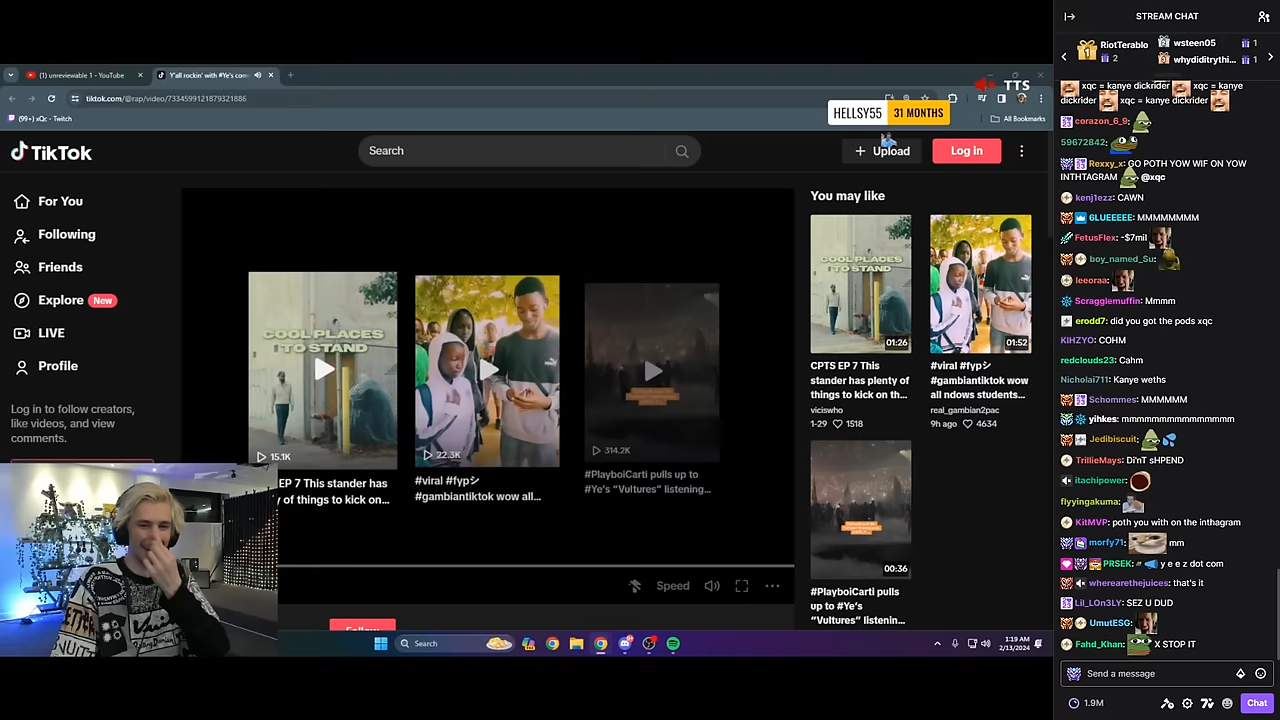 (1) unreviewable 1 - YouTube
Y'all rockin' with #Ye's com
TTS
tiktok.com/@rap/video/7334599121879321886
HELLSY55 31 MONTHS
(99+) xQc - Twitch
All Bookmarks
TikTok
Search
Upload
Log in
For You
Following
Friends
Explore New
LIVE
Profile
Log in to follow creators,
like videos, and view
comments.
COOL PLACES
TO STAND
15.1K
EP 7 This stander has
y of things to kick on...
22.3K
#viral #fypシ
#gambiantiktok wow all...
314.2K
#PlayboiCarti pulls up to
#Ye's “Vultures” listening...
Speed
Follow
You may like
COOL PLACES
TO STAND
01:26
CPTS EP 7 This
stander has plenty
of things to kick on th...
viciswho
1-29 1518
01:52
#viral #fypシ
#gambiantiktok wow
all ndows students...
real_gambian2pac
9h ago 4634
00:36
#PlayboiCarti pulls
up to #Ye's
“Vultures” listenin...
Search
1:19 AM
2/13/2024
STREAM CHAT
RiotTerablo
2
wsteen05 1
whydiditrythi... 1
xqc = kanye dickrider xqc = kanye
dickrider xqc = kanye dickrider
corazon_6_9:
59672842:
Rexxy_x: GO POTH YOW WIF ON YOW
INTHTAGRAM @xqc
kenj1ezz: CAWN
6LUEEEEE: MMMMMMMM
FetusFlex: -$7mil
boy_named_Su:
leeoraa:
Scragglemuffin: Mmmm
erodd7: did you got the pods xqc
KIHZYO: COHM
redclouds23: Cahm
Nicholai711: Kanye weths
Schommes: MMMMMM
yihkes: mmmmmmmmmmmmmmm
Jedibiscuit:
TrillieMays: DïnT sHPEND
itachipower:
flyyingakuma:
KitMVP: poth you with on the inthagram
morfy71: mm
PRSEK: y e e z dot com
wherearethejuices: that's it
Lil_LOn3LY: SEZ U DUD
UmutESG:
Fahd_Khan: X STOP IT
Send a message
1.9M
Chat